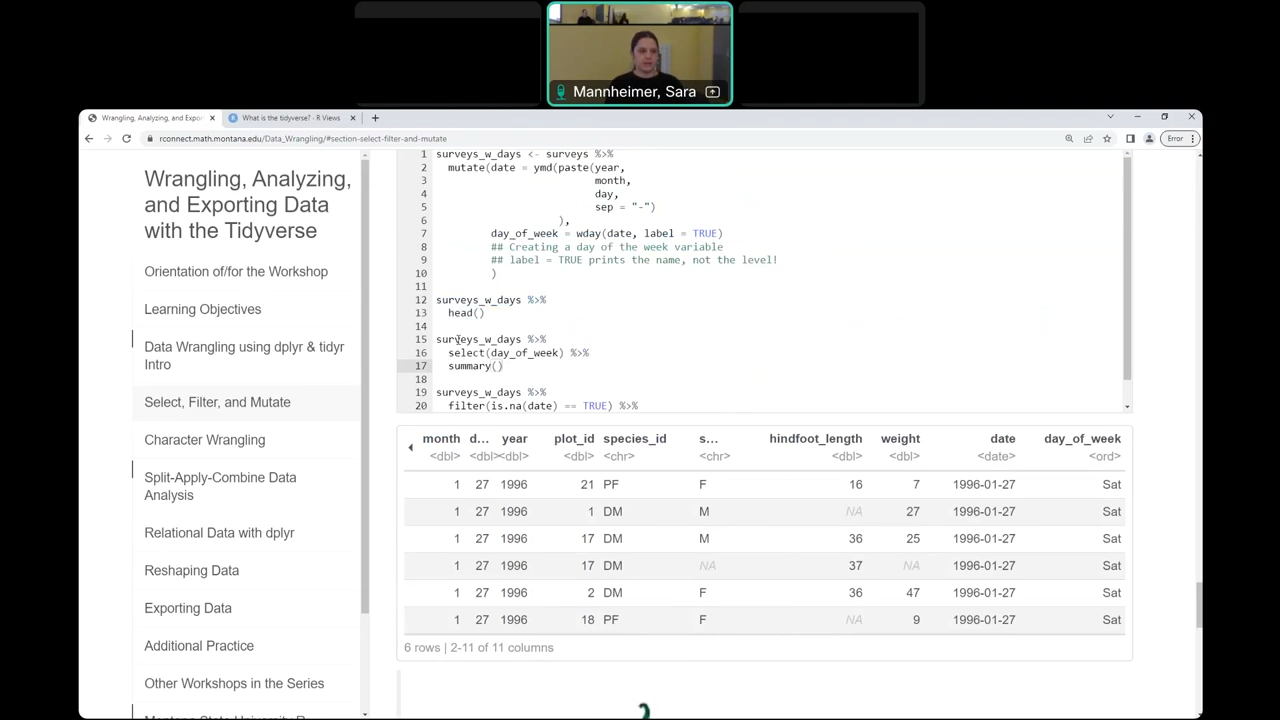 Mannheimer, Sara
Wrangling, Analyzing, and Expor
What is the tidyverse? - R Views
rconnect.math.montana.edu/Data_Wrangling/#section-select-filter-and-mutate
Error
Wrangling, Analyzing,
and Exporting Data
with the Tidyverse
Orientation of/for the Workshop
Learning Objectives
Data Wrangling using dplyr & tidyr
Intro
Select, Filter, and Mutate
Character Wrangling
Split-Apply-Combine Data
Analysis
Relational Data with dplyr
Reshaping Data
Exporting Data
Additional Practice
Other Workshops in the Series
1 surveys_w_days <- surveys %>%
2 mutate(date = ymd(paste(year,
3 month,
4 day,
5 sep = "-")
6 ),
7 day_of_week = wday(date, label = TRUE)
8 ## Creating a day of the week variable
9 ## label = TRUE prints the name, not the level!
10 )
11
12 surveys_w_days %>%
13 head()
14
15 surveys_w_days %>%
16 select(day_of_week) %>%
17 summary()
18
19 surveys_w_days %>%
20 filter(is.na(date) == TRUE) %>%
month d... year plot_id species_id s... hindfoot_length weight date day_of_week
<dbl> <dbl> <dbl> <dbl> <chr> <chr> <dbl> <dbl> <date> <ord>
1 27 1996 21 PF F 16 7 1996-01-27 Sat
1 27 1996 1 DM M NA 27 1996-01-27 Sat
1 27 1996 17 DM M 36 25 1996-01-27 Sat
1 27 1996 17 DM NA 37 NA 1996-01-27 Sat
1 27 1996 2 DM F 36 47 1996-01-27 Sat
1 27 1996 18 PF F NA 9 1996-01-27 Sat
6 rows | 2-11 of 11 columns